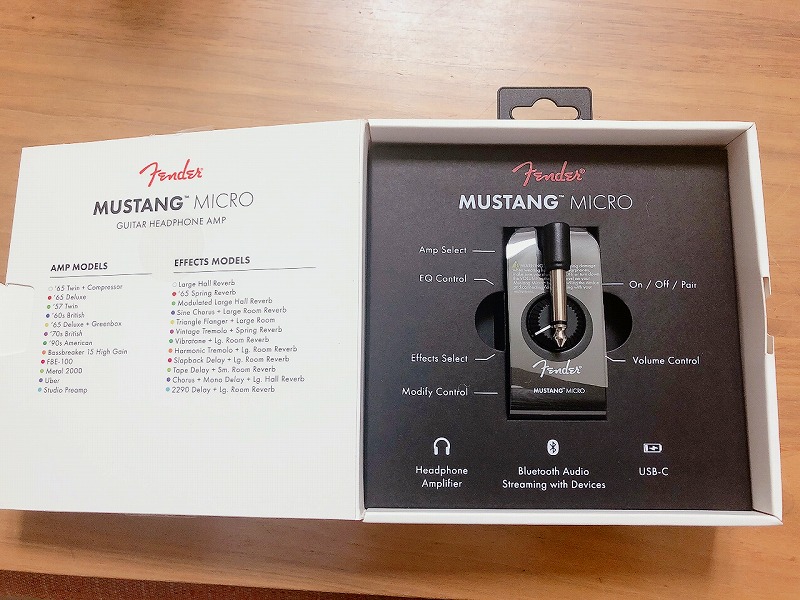 Fender
MUSTANG™ MICRO
GUITAR HEADPHONE AMP
AMP MODELS
'65 Twin + Compressor
'65 Deluxe
'57 Twin
'60s British
'65 Deluxe + Greenbox
'70s British
'90s American
Bassbreaker 15 High Gain
FBE-100
Metal 2000
Uber
Studio Preamp
EFFECTS MODELS
Large Hall Reverb
'65 Spring Reverb
Modulated Large Hall Reverb
Sine Chorus + Large Room Reverb
Triangle Flanger + Large Room
Vintage Tremolo + Spring Reverb
Vibratone + Lg. Room Reverb
Harmonic Tremolo + Lg. Room Reverb
Slapback Delay + Lg. Room Reverb
Tape Delay + Sm. Room Reverb
Chorus + Mono Delay + Lg. Hall Reverb
2290 Delay + Lg. Room Reverb
Fender®
MUSTANG™ MICRO
Amp Select
EQ Control
On / Off / Pair
Effects Select
Volume Control
Modify Control
Fender
MUSTANG MICRO
Headphone
Amplifier
Bluetooth Audio
Streaming with Devices
USB-C